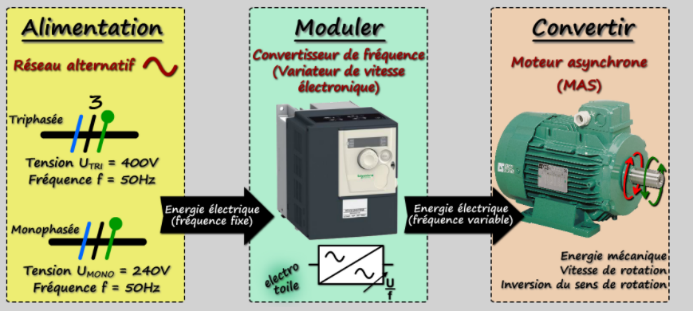 Alimentation
Réseau alternatif
3
Triphasée
Tension UTRI = 400V
Fréquence f = 50Hz
Monophasée
Tension UMONO = 240V
Fréquence f = 50Hz
Energie électrique
(fréquence fixe)
Moduler
Convertisseur de fréquence
(Variateur de vitesse
électronique)
electro
toile
U
f
Energie électrique
(fréquence variable)
Convertir
Moteur asynchrone
(MAS)
Energie mécanique
Vitesse de rotation
Inversion du sens de rotation